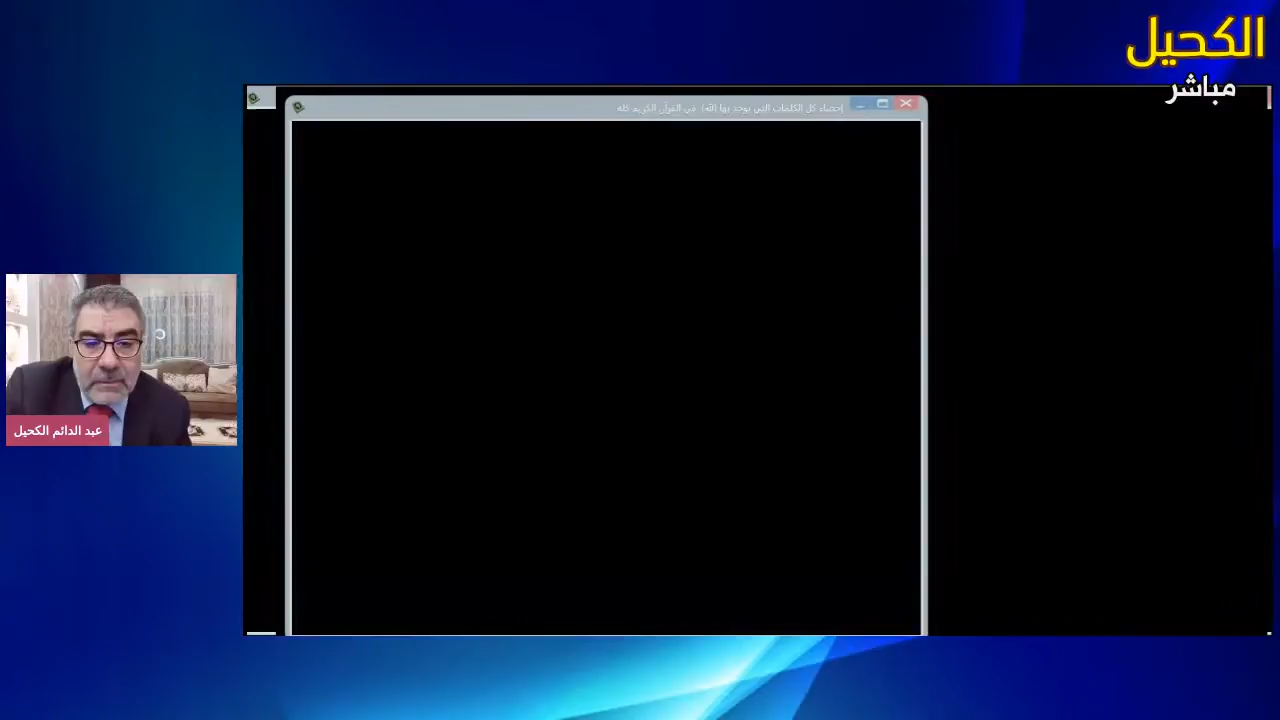 الكحيل
مباشر
إحصاء كل الكلمات التي يوجد بها (الله) في القرآن الكريم كله
عبد الدائم الكحيل